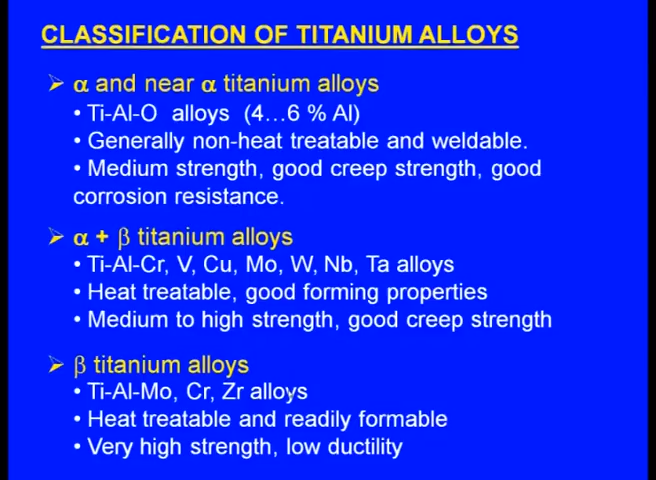 CLASSIFICATION OF TITANIUM ALLOYS
➢ α and near α titanium alloys
• Ti-Al-O alloys (4…6 % Al)
• Generally non-heat treatable and weldable.
• Medium strength, good creep strength, good
corrosion resistance.
➢ α + β titanium alloys
• Ti-Al-Cr, V, Cu, Mo, W, Nb, Ta alloys
• Heat treatable, good forming properties
• Medium to high strength, good creep strength
➢ β titanium alloys
• Ti-Al-Mo, Cr, Zr alloys
• Heat treatable and readily formable
• Very high strength, low ductility